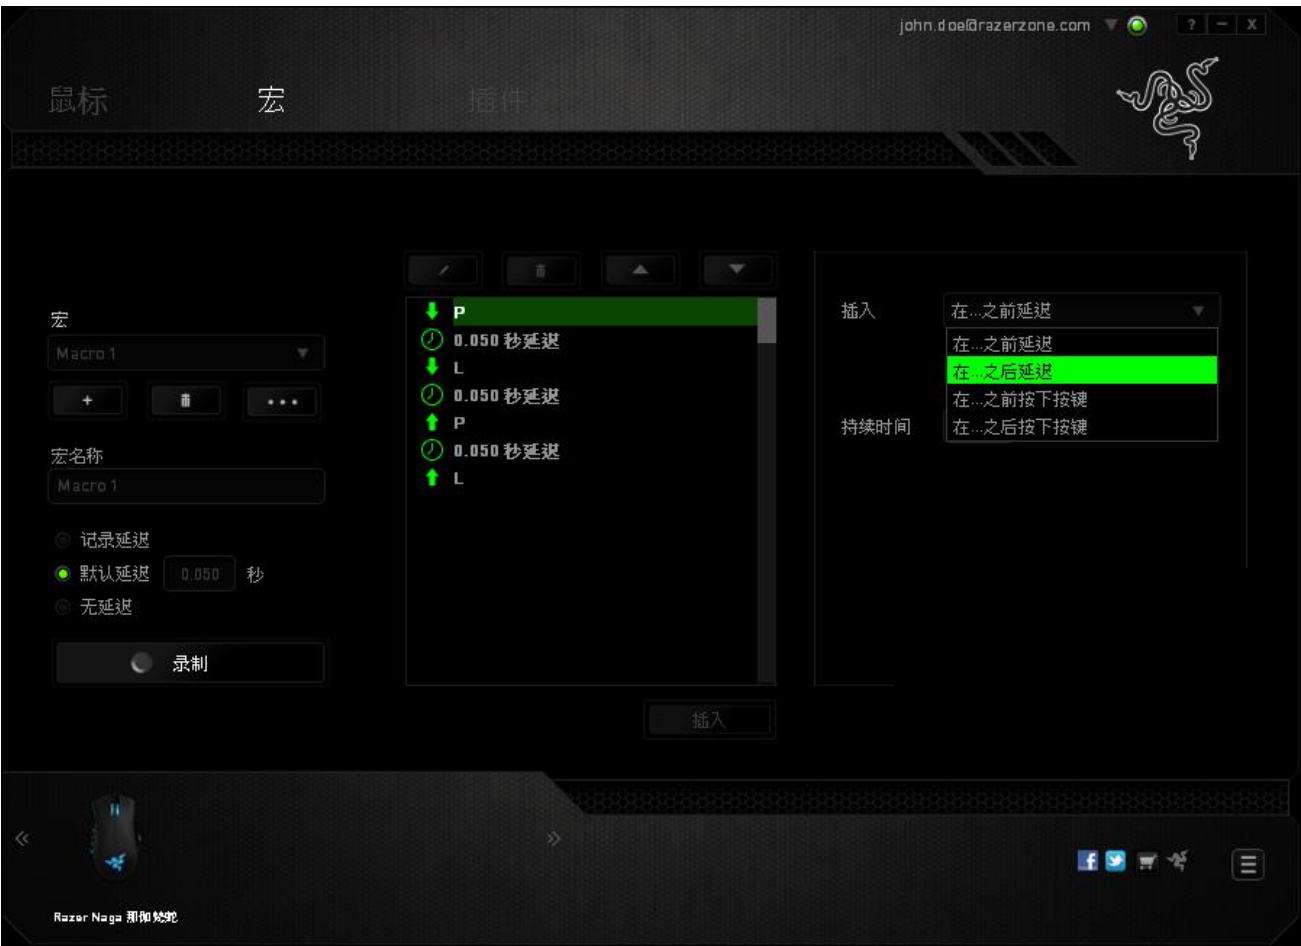 john.doe@razerzone.com
? — X
鼠标 宏 插件
宏
Macro 1
+ •••
宏名称
Macro 1
记录延迟
默认延迟 0.050 秒
无延迟
录制
P
0.050 秒延迟
L
0.050 秒延迟
P
0.050 秒延迟
L
插入
插入 在...之前延迟
在...之前延迟
在...之后延迟
在...之前按下按键
在...之后按下按键
持续时间
Razer Naga 那伽梵蛇